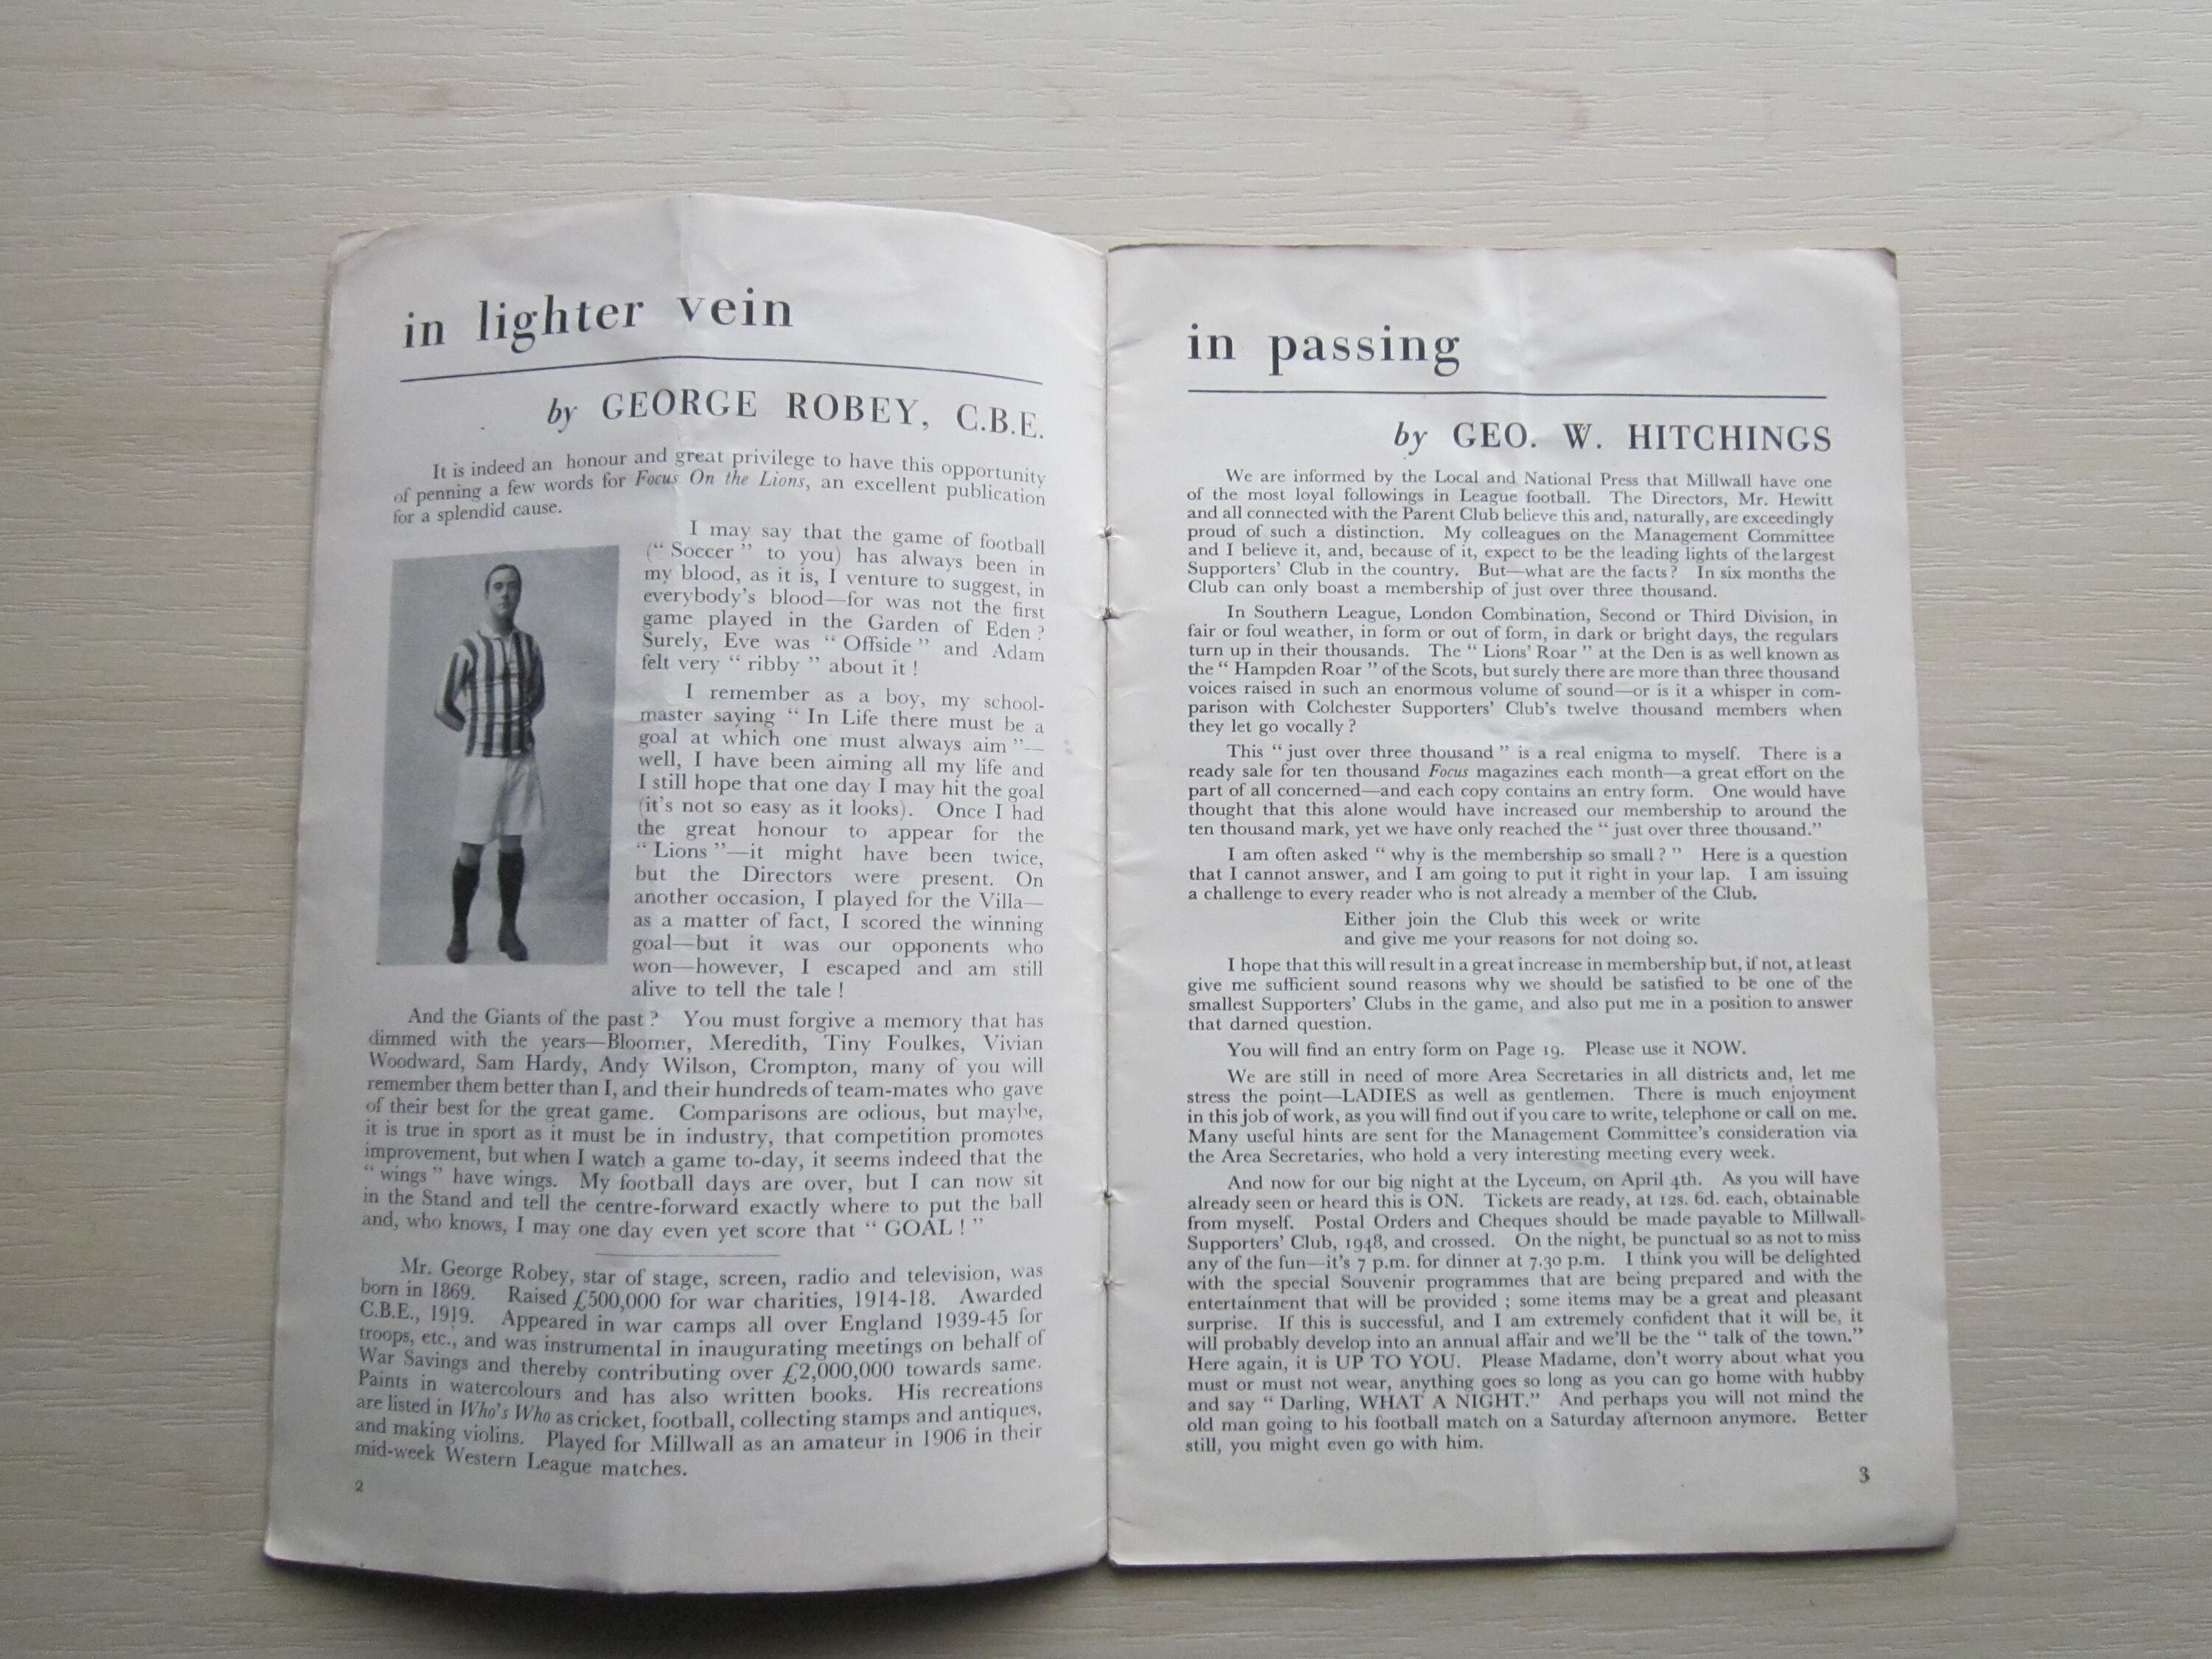 in lighter vein
by GEORGE ROBEY, C.B.E.
It is indeed an honour and great privilege to have this opportunity
of penning a few words for Focus On the Lions, an excellent publication
for a splendid cause.
I may say that the game of football
(“ Soccer ” to you) has always been in
my blood, as it is, I venture to suggest, in
everybody’s blood—for was not the first
game played in the Garden of Eden ?
Surely, Eve was “ Offside ” and Adam
felt very “ ribby ” about it !
I remember as a boy, my school-
master saying “ In Life there must be a
goal at which one must always aim ”—
well, I have been aiming all my life and
I still hope that one day I may hit the goal
(it’s not so easy as it looks). Once I had
the great honour to appear for the
“ Lions ”—it might have been twice,
but the Directors were present. On
another occasion, I played for the Villa—
as a matter of fact, I scored the winning
goal—but it was our opponents who
won—however, I escaped and am still
alive to tell the tale !
And the Giants of the past ? You must forgive a memory that has
dimmed with the years—Bloomer, Meredith, Tiny Foulkes, Vivian
Woodward, Sam Hardy, Andy Wilson, Crompton, many of you will
remember them better than I, and their hundreds of team-mates who gave
of their best for the great game. Comparisons are odious, but maybe,
it is true in sport as it must be in industry, that competition promotes
improvement, but when I watch a game to-day, it seems indeed that the
“ wings ” have wings. My football days are over, but I can now sit
in the Stand and tell the centre-forward exactly where to put the ball
and, who knows, I may one day even yet score that “ GOAL ! ”
Mr. George Robey, star of stage, screen, radio and television, was
born in 1869. Raised £500,000 for war charities, 1914-18. Awarded
C.B.E., 1919. Appeared in war camps all over England 1939-45 for
troops, etc., and was instrumental in inaugurating meetings on behalf of
War Savings and thereby contributing over £2,000,000 towards same.
Paints in watercolours and has also written books. His recreations
are listed in Who’s Who as cricket, football, collecting stamps and antiques,
and making violins. Played for Millwall as an amateur in 1906 in their
mid-week Western League matches.
2
in passing
by GEO. W. HITCHINGS
We are informed by the Local and National Press that Millwall have one
of the most loyal followings in League football. The Directors, Mr. Hewitt
and all connected with the Parent Club believe this and, naturally, are exceedingly
proud of such a distinction. My colleagues on the Management Committee
and I believe it, and, because of it, expect to be the leading lights of the largest
Supporters’ Club in the country. But—what are the facts ? In six months the
Club can only boast a membership of just over three thousand.
In Southern League, London Combination, Second or Third Division, in
fair or foul weather, in form or out of form, in dark or bright days, the regulars
turn up in their thousands. The “ Lions’ Roar ” at the Den is as well known as
the “ Hampden Roar ” of the Scots, but surely there are more than three thousand
voices raised in such an enormous volume of sound—or is it a whisper in com-
parison with Colchester Supporters’ Club’s twelve thousand members when
they let go vocally ?
This “ just over three thousand ” is a real enigma to myself. There is a
ready sale for ten thousand Focus magazines each month—a great effort on the
part of all concerned—and each copy contains an entry form. One would have
thought that this alone would have increased our membership to around the
ten thousand mark, yet we have only reached the “ just over three thousand.”
I am often asked “ why is the membership so small ? ” Here is a question
that I cannot answer, and I am going to put it right in your lap. I am issuing
a challenge to every reader who is not already a member of the Club.
Either join the Club this week or write
and give me your reasons for not doing so.
I hope that this will result in a great increase in membership but, if not, at least
give me sufficient sound reasons why we should be satisfied to be one of the
smallest Supporters’ Clubs in the game, and also put me in a position to answer
that darned question.
You will find an entry form on Page 19. Please use it NOW.
We are still in need of more Area Secretaries in all districts and, let me
stress the point—LADIES as well as gentlemen. There is much enjoyment
in this job of work, as you will find out if you care to write, telephone or call on me.
Many useful hints are sent for the Management Committee’s consideration via
the Area Secretaries, who hold a very interesting meeting every week.
And now for our big night at the Lyceum, on April 4th. As you will have
already seen or heard this is ON. Tickets are ready, at 12s. 6d. each, obtainable
from myself. Postal Orders and Cheques should be made payable to Millwall
Supporters’ Club, 1948, and crossed. On the night, be punctual so as not to miss
any of the fun—it’s 7 p.m. for dinner at 7.30 p.m. I think you will be delighted
with the special Souvenir programmes that are being prepared and with the
entertainment that will be provided ; some items may be a great and pleasant
surprise. If this is successful, and I am extremely confident that it will be, it
will probably develop into an annual affair and we’ll be the “ talk of the town.”
Here again, it is UP TO YOU. Please Madame, don’t worry about what you
must or must not wear, anything goes so long as you can go home with hubby
and say “ Darling, WHAT A NIGHT.” And perhaps you will not mind the
old man going to his football match on a Saturday afternoon anymore. Better
still, you might even go with him.
3